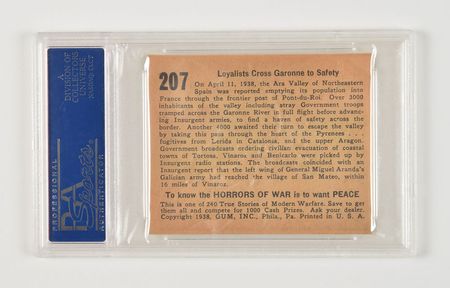 207
Loyalists Cross Garonne to Safety
On April 11, 1938, the Ara Valley of Northeastern
Spain was reported emptying its population into
France through the frontier post of Pont-du-Roi. Over 3000
inhabitants of the valley including stray Government troops
tramped across the Garonne River in full flight before advanc-
ing Insurgent armies, to find a haven of safety across the
border. Another 4000 awaited their turn to escape the valley
by taking this pass through the heart of the Pyrenees . . .
fugitives from Lerida in Catalonia, and the upper Aragon.
Government broadcasts ordering civilian evacuation of coastal
towns of Tortosa, Vinaroz and Benicarlo were picked up by
Insurgent radio stations. The broadcasts coincided with an
Insurgent report that the left wing of General Miguel Aranda's
Galician army had reached the village of San Mateo, within
16 miles of Vinaroz.
To know the HORRORS OF WAR is to want PEACE
This is one of 240 True Stories of Modern Warfare. Save to get
them all and compete for 1000 Cash Prizes. Ask your dealer.
Copyright 1938, GUM, INC., Phila., Pa. Printed in U. S. A.
PROFESSIONAL
PSA
Sports
AUTHENTICATOR
A
DIVISION OF
COLLECTORS
UNIVERSE
NASDAQ: CLCT